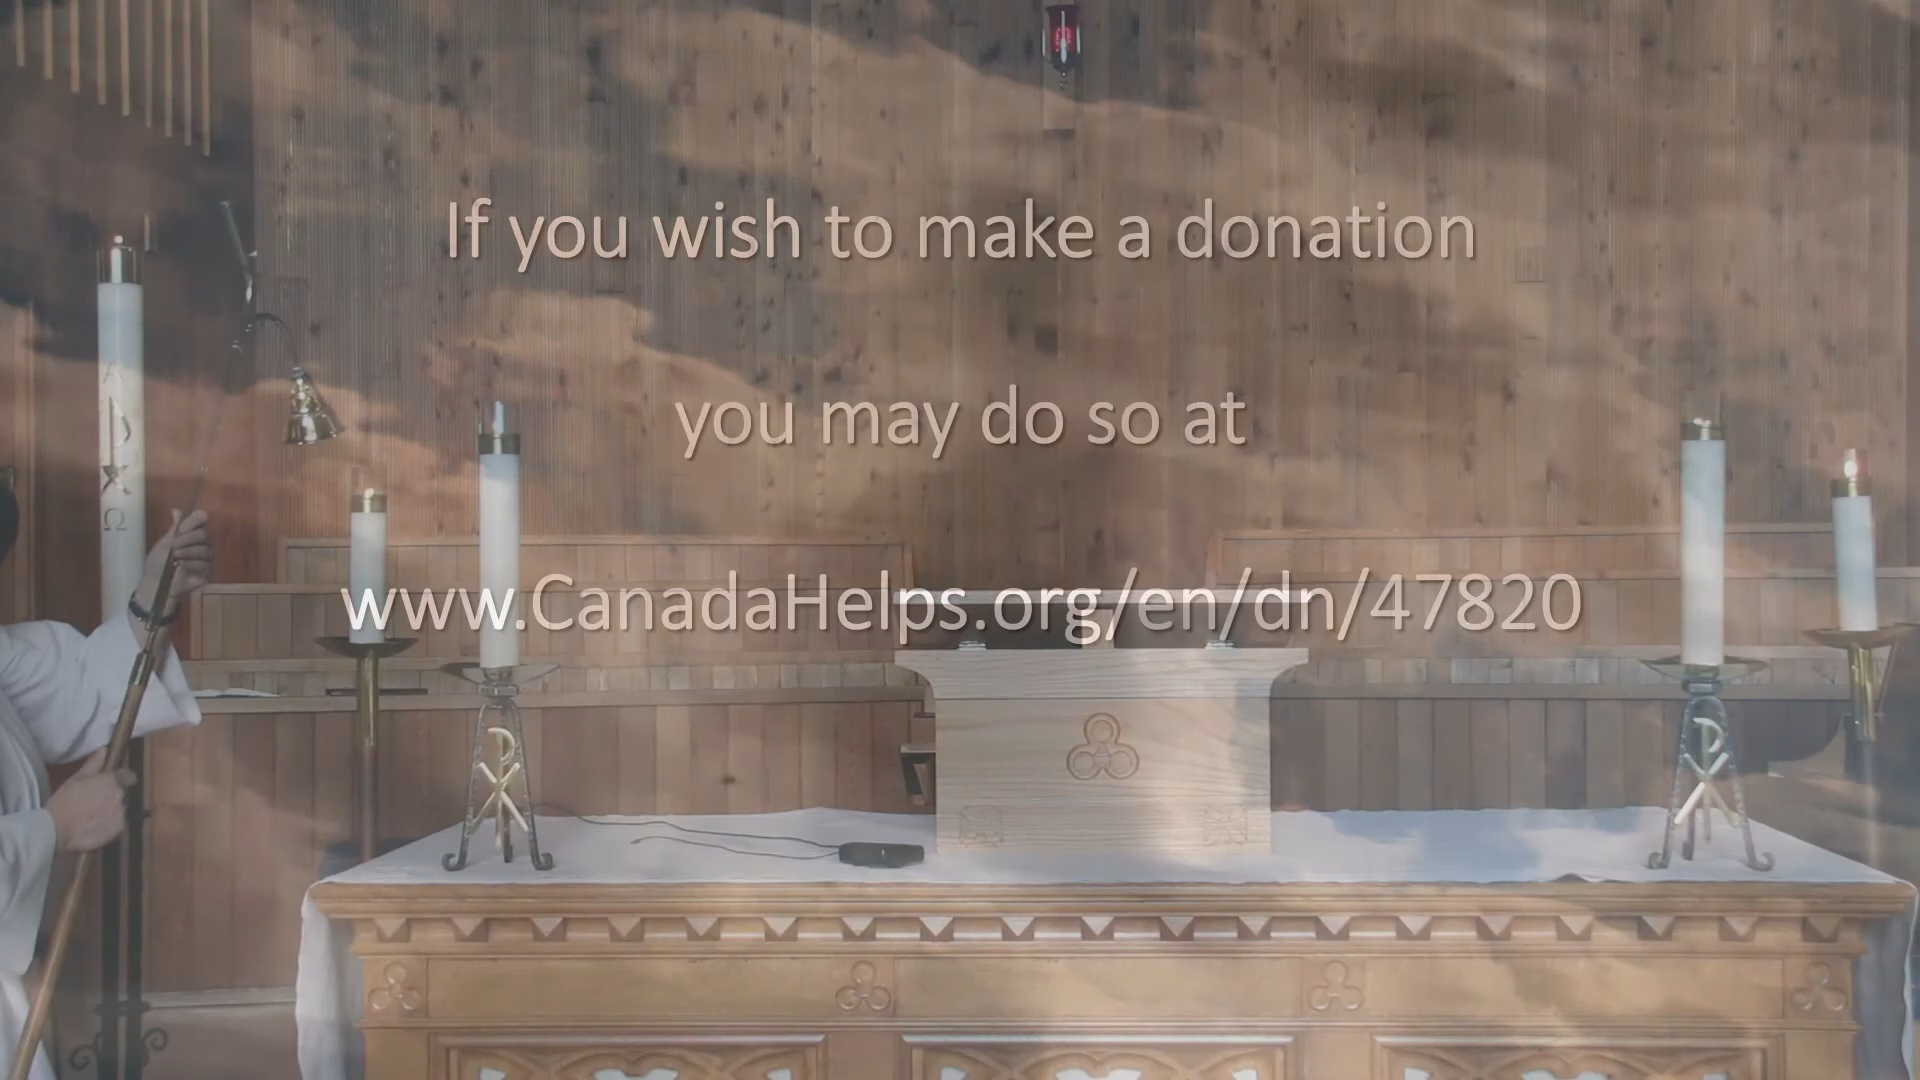 If you wish to make a donation
you may do so at
www.CanadaHelps.org/en/dn/47820
Α
Ω